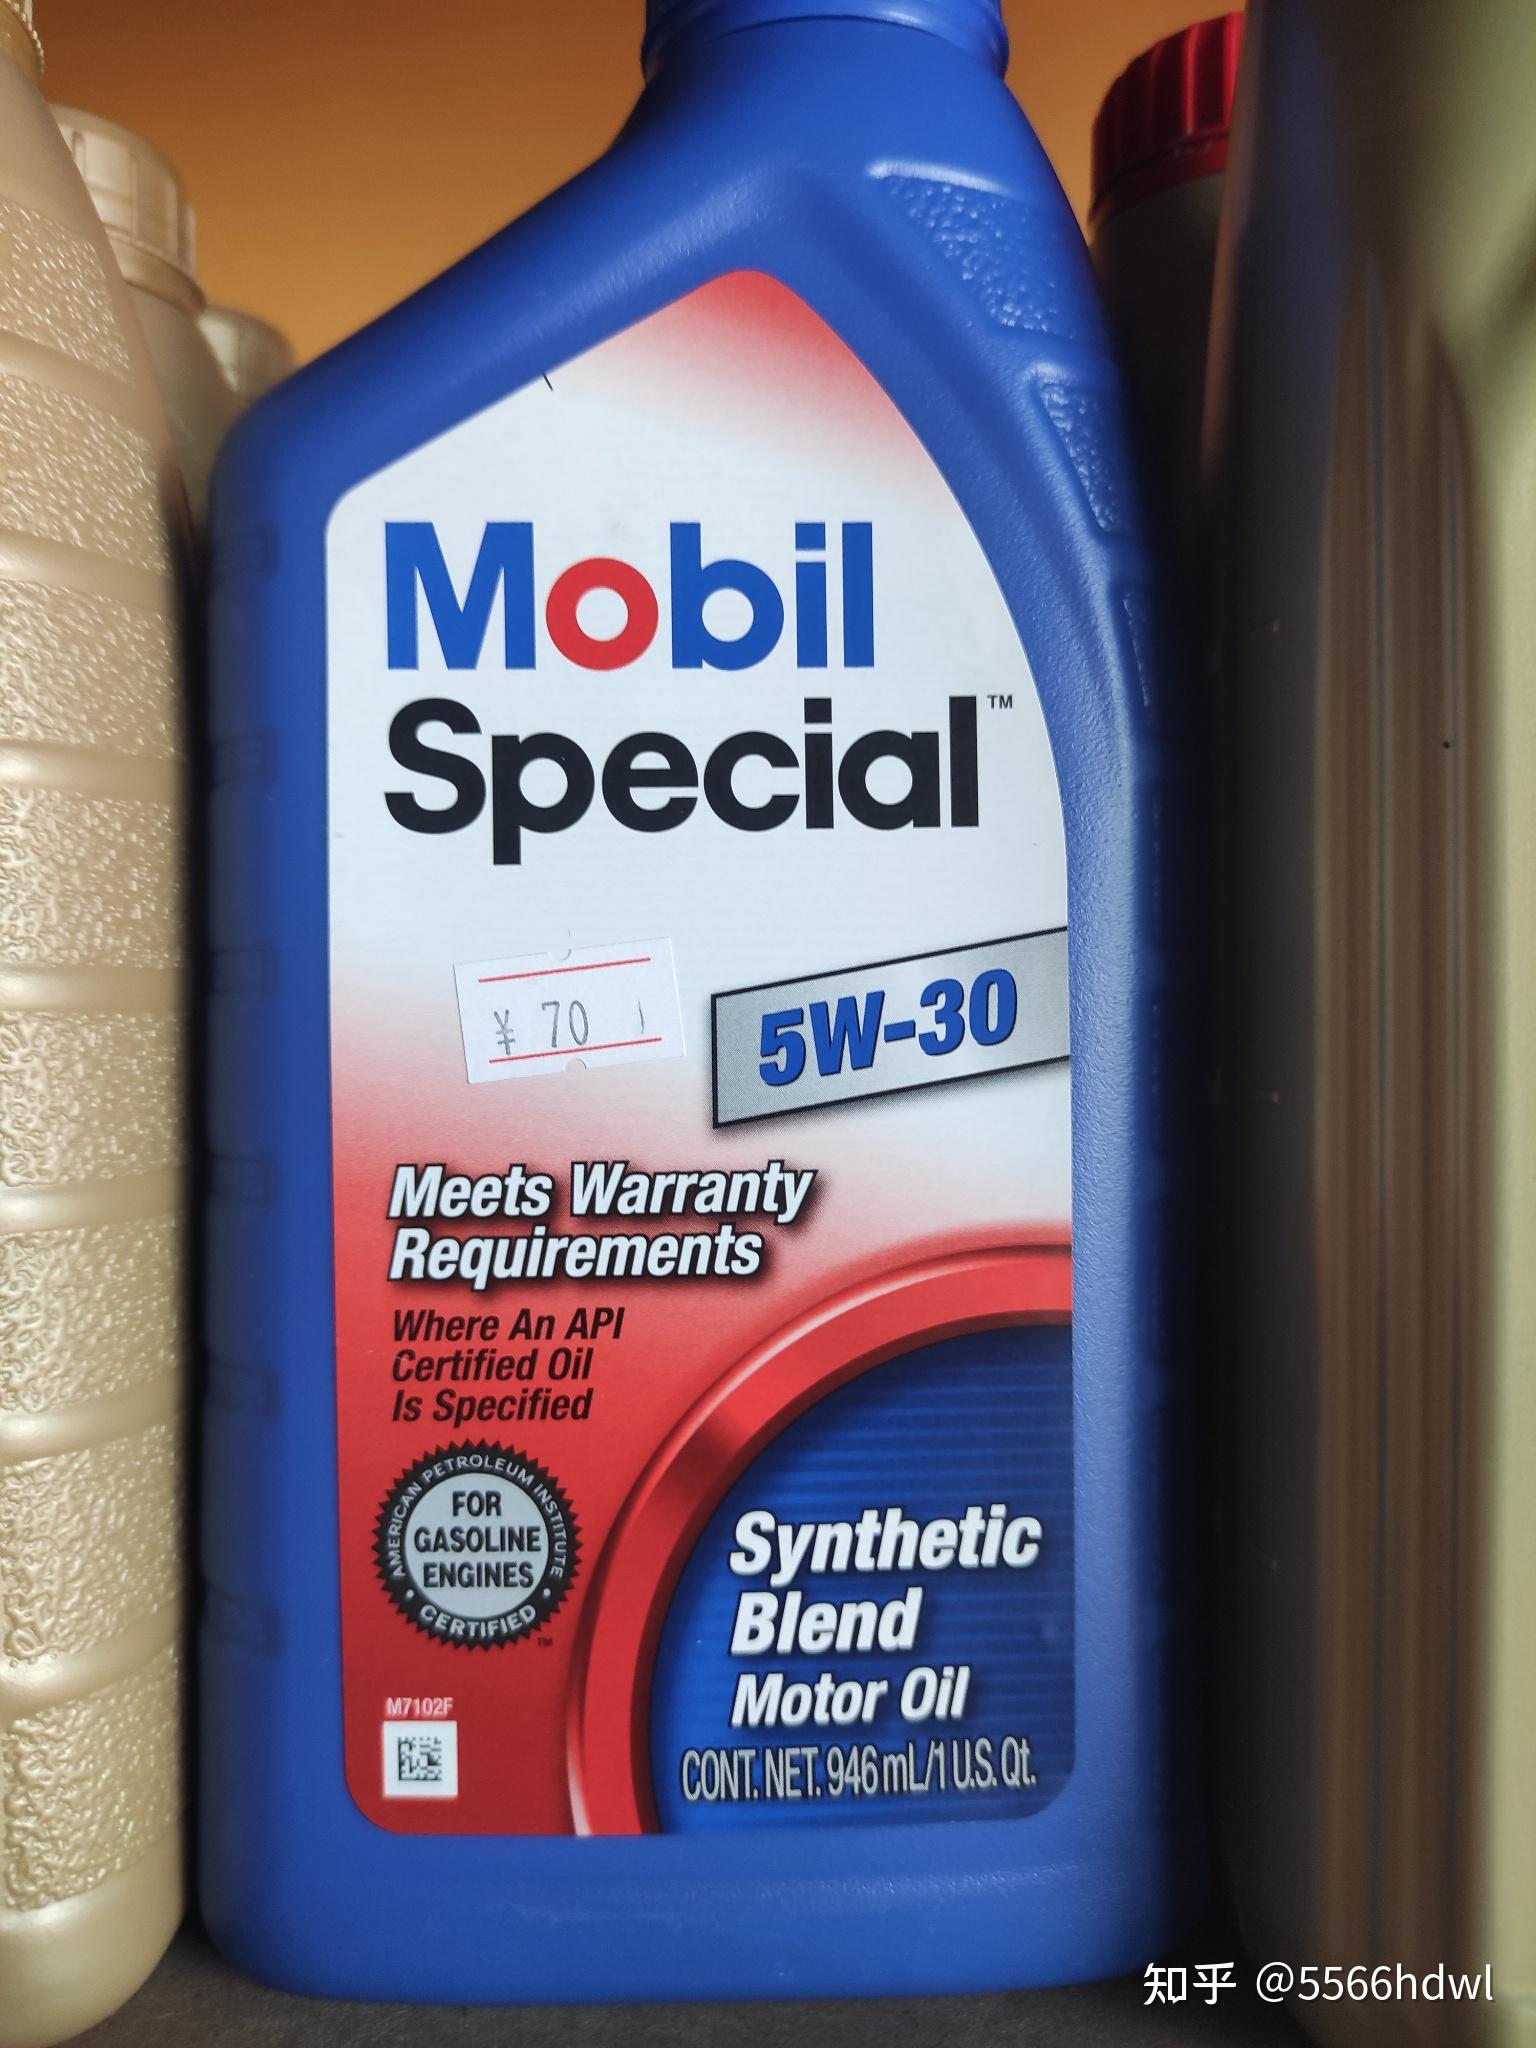 Mobil
Special™
¥ 70
5W-30
Meets Warranty
Requirements
Where An API
Certified Oil
Is Specified
AMERICAN PETROLEUM INSTITUTE
FOR
GASOLINE
ENGINES
• CERTIFIED •
TM
M7102F
Synthetic
Blend
Motor Oil
CONT. NET. 946 mL/1 U.S. Qt.
知乎 @5566hdwl